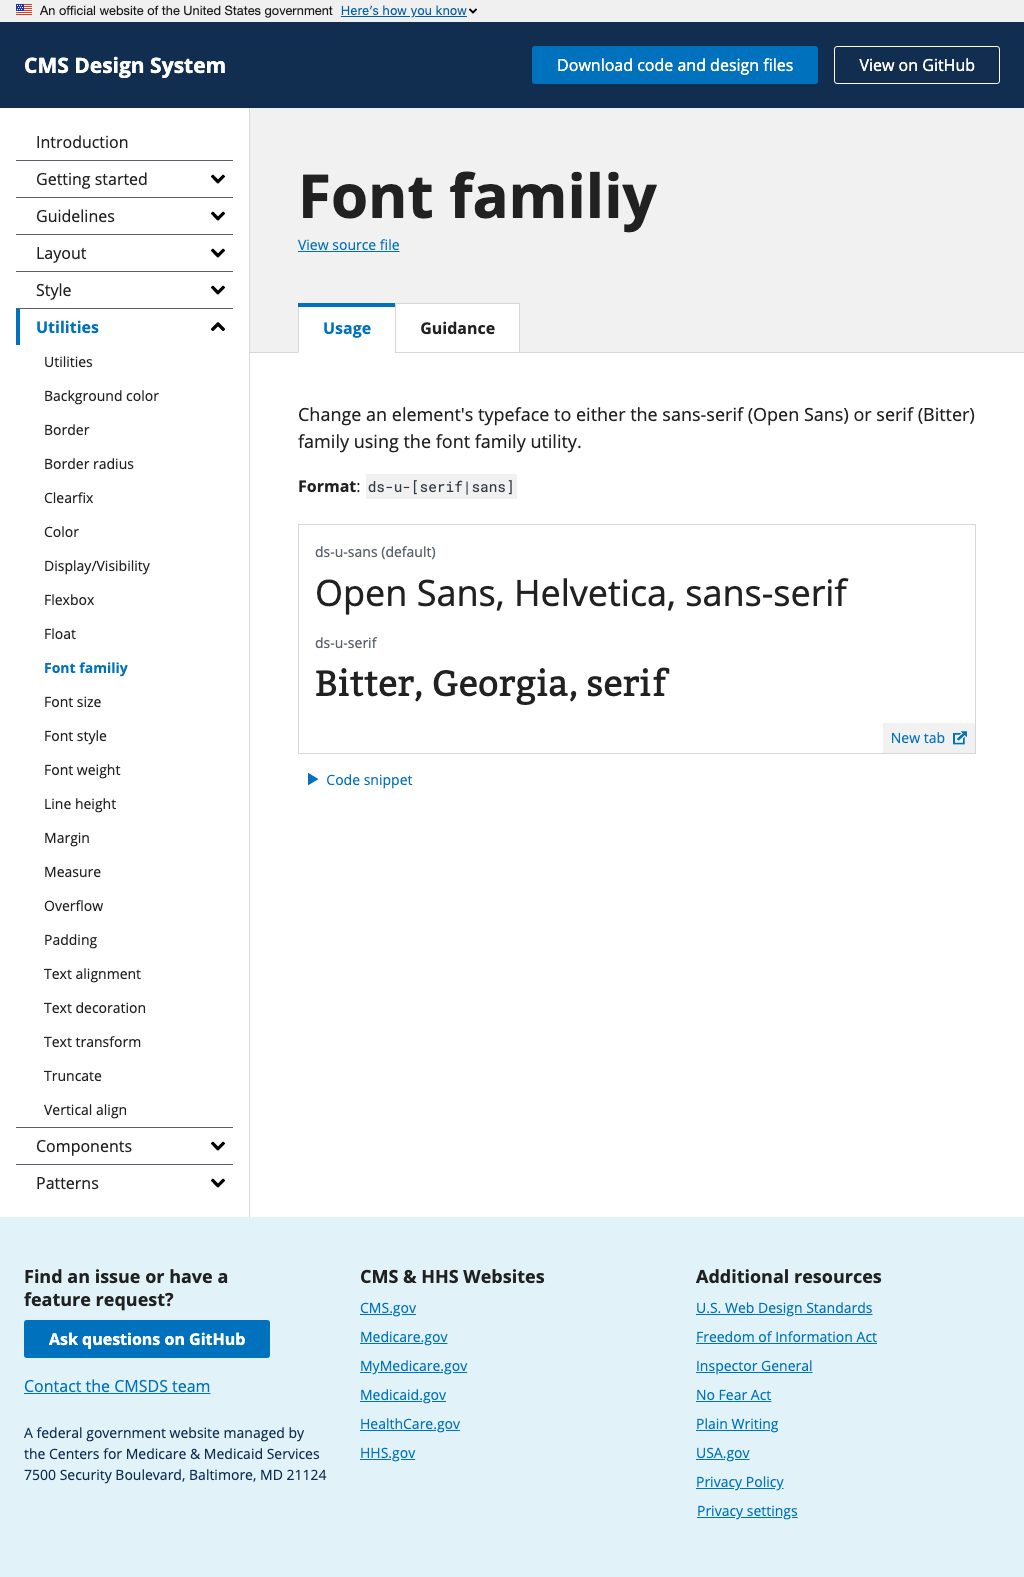 An official website of the United States government Here's how you know
CMS Design System
Download code and design files
View on GitHub
Introduction
Getting started
Guidelines
Layout
Style
Utilities
Utilities
Background color
Border
Border radius
Clearfix
Color
Display/Visibility
Flexbox
Float
Font familiy
Font size
Font style
Font weight
Line height
Margin
Measure
Overflow
Padding
Text alignment
Text decoration
Text transform
Truncate
Vertical align
Components
Patterns
Font familiy
View source file
Usage
Guidance
Change an element's typeface to either the sans-serif (Open Sans) or serif (Bitter)
family using the font family utility.
Format: ds-u-[serif|sans]
ds-u-sans (default)
Open Sans, Helvetica, sans-serif
ds-u-serif
Bitter, Georgia, serif
New tab
Code snippet
Find an issue or have a
feature request?
Ask questions on GitHub
Contact the CMSDS team
A federal government website managed by
the Centers for Medicare & Medicaid Services
7500 Security Boulevard, Baltimore, MD 21124
CMS & HHS Websites
CMS.gov
Medicare.gov
MyMedicare.gov
Medicaid.gov
HealthCare.gov
HHS.gov
Additional resources
U.S. Web Design Standards
Freedom of Information Act
Inspector General
No Fear Act
Plain Writing
USA.gov
Privacy Policy
Privacy settings